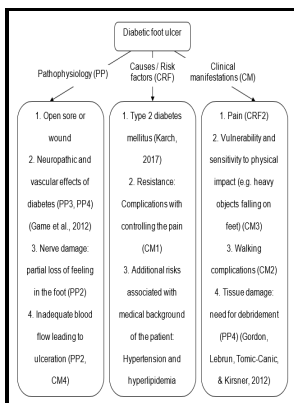 Diabetic foot ulcer
Pathophysiology (PP)
Causes / Risk
factors (CRF)
Clinical
manifestations (CM)
1. Open sore or
wound
2. Neuropathic and
vascular effects of
diabetes (PP3, PP4)
(Game et al., 2012)
3. Nerve damage:
partial loss of feeling
in the foot (PP2)
4. Inadequate blood
flow leading to
ulceration (PP2,
CM4)
1. Type 2 diabetes
mellitus (Karch,
2017)
2. Resistance:
Complications with
controlling the pain
(CM1)
3. Additional risks
associated with
medical background
of the patient:
Hypertension and
hyperlipidemia
1. Pain (CRF2)
2. Vulnerability and
sensitivity to physical
impact (e.g. heavy
objects falling on
feet) (CM3)
3. Walking
complications (CM2)
4. Tissue damage:
need for debridement
(PP4) (Gordon,
Lebrun, Tomic-Canic,
& Kirsner, 2012)